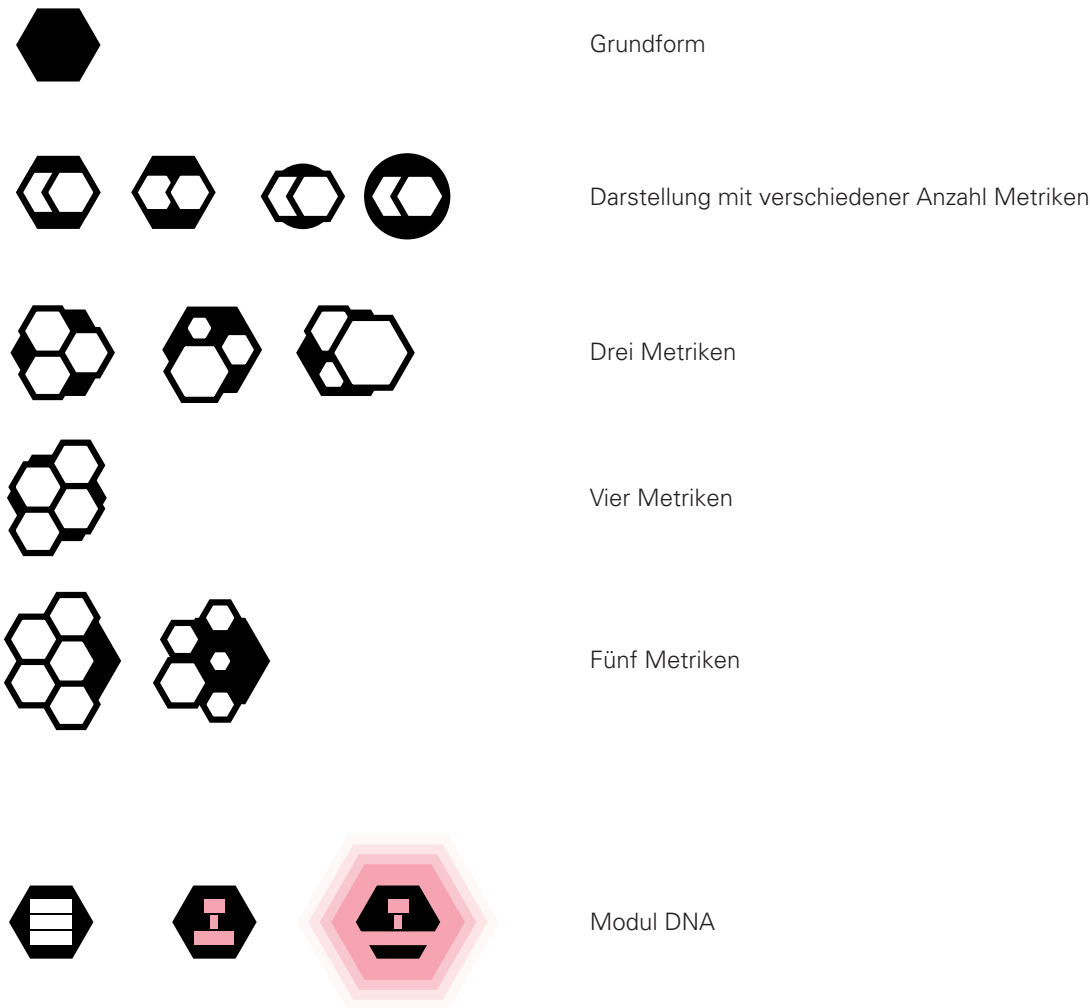 Grundform
Darstellung mit verschiedener Anzahl Metriken
Drei Metriken
Vier Metriken
Fünf Metriken
Modul DNA